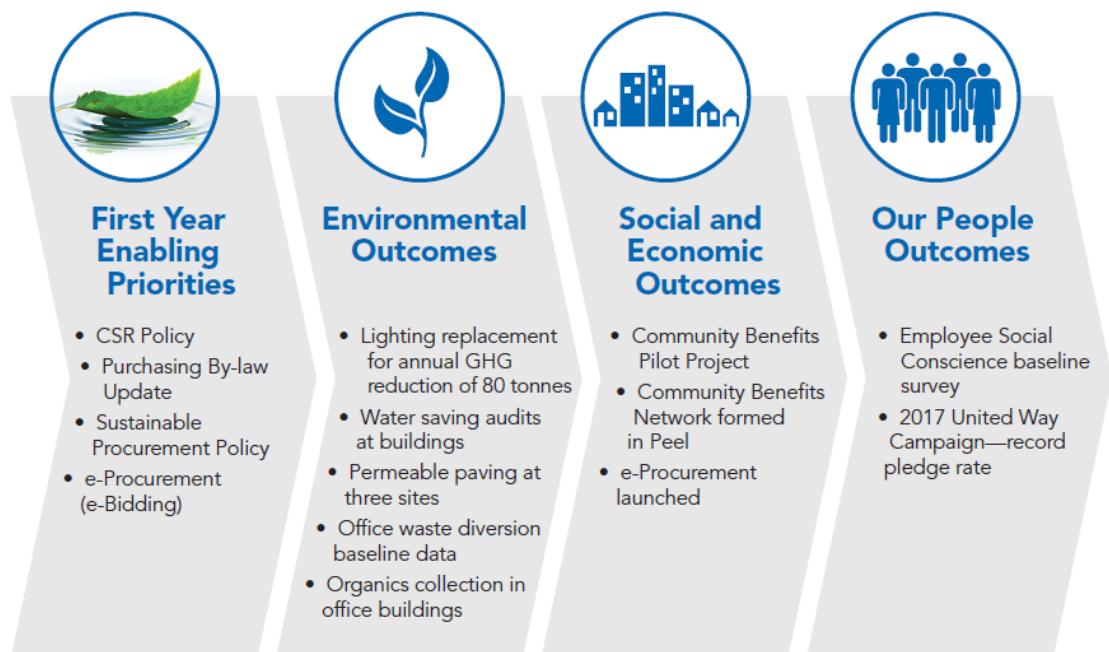 First Year
Enabling
Priorities
• CSR Policy
• Purchasing By-law
Update
• Sustainable
Procurement Policy
• e-Procurement
(e-Bidding)
Environmental
Outcomes
• Lighting replacement
for annual GHG
reduction of 80 tonnes
• Water saving audits
at buildings
• Permeable paving at
three sites
• Office waste diversion
baseline data
• Organics collection in
office buildings
Social and
Economic
Outcomes
• Community Benefits
Pilot Project
• Community Benefits
Network formed
in Peel
• e-Procurement
launched
Our People
Outcomes
• Employee Social
Conscience baseline
survey
• 2017 United Way
Campaign—record
pledge rate